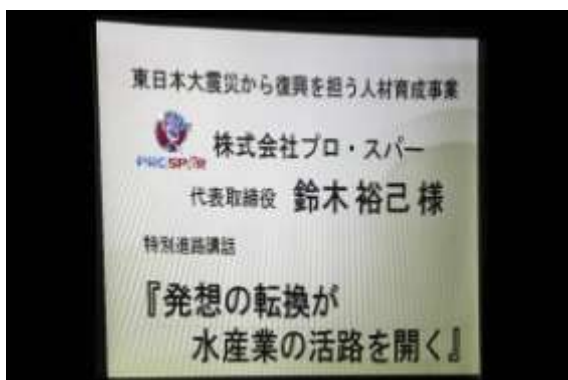 東日本大震災から復興を担う人材育成事業
PROSPAR
株式会社プロ・スパー
代表取締役 鈴木裕己様
特別進路講話
『発想の転換が
水産業の活路を開く』